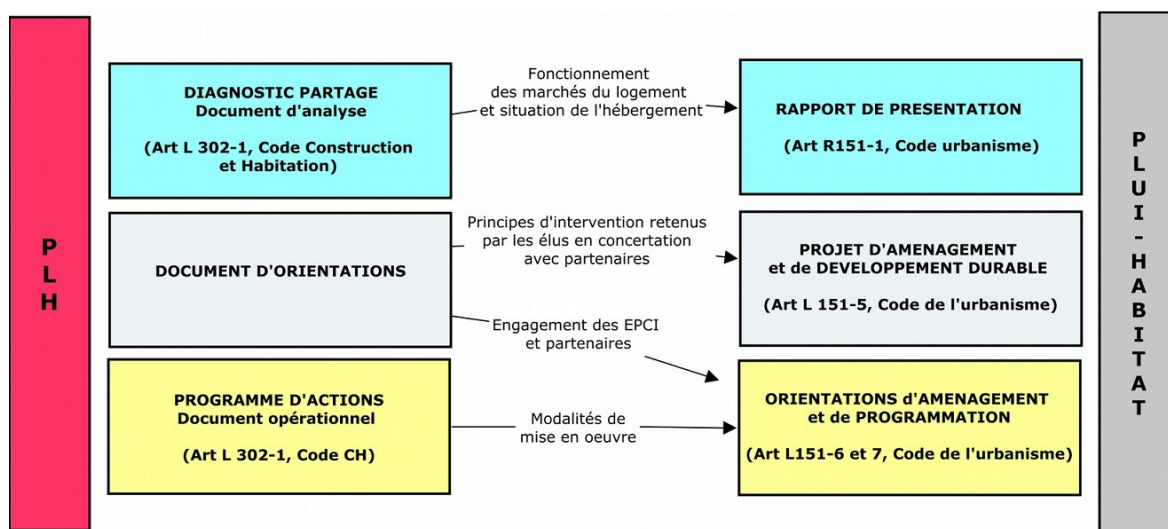 PLH
DIAGNOSTIC PARTAGE
Document d'analyse
(Art L 302-1, Code Construction
et Habitation)
Fonctionnement
des marchés du logement
et situation de l'hébergement
RAPPORT DE PRESENTATION
(Art R151-1, Code urbanisme)
DOCUMENT D'ORIENTATIONS
Principes d'intervention retenus
par les élus en concertation
avec partenaires
PROJET D'AMENAGEMENT
et de DEVELOPPEMENT DURABLE
(Art L 151-5, Code de l'urbanisme)
Engagement des EPCI
et partenaires
PROGRAMME D'ACTIONS
Document opérationnel
(Art L 302-1, Code CH)
Modalités de
mise en oeuvre
ORIENTATIONS d'AMENAGEMENT
et de PROGRAMMATION
(Art L151-6 et 7, Code de l'urbanisme)
PLUI-HABITAT